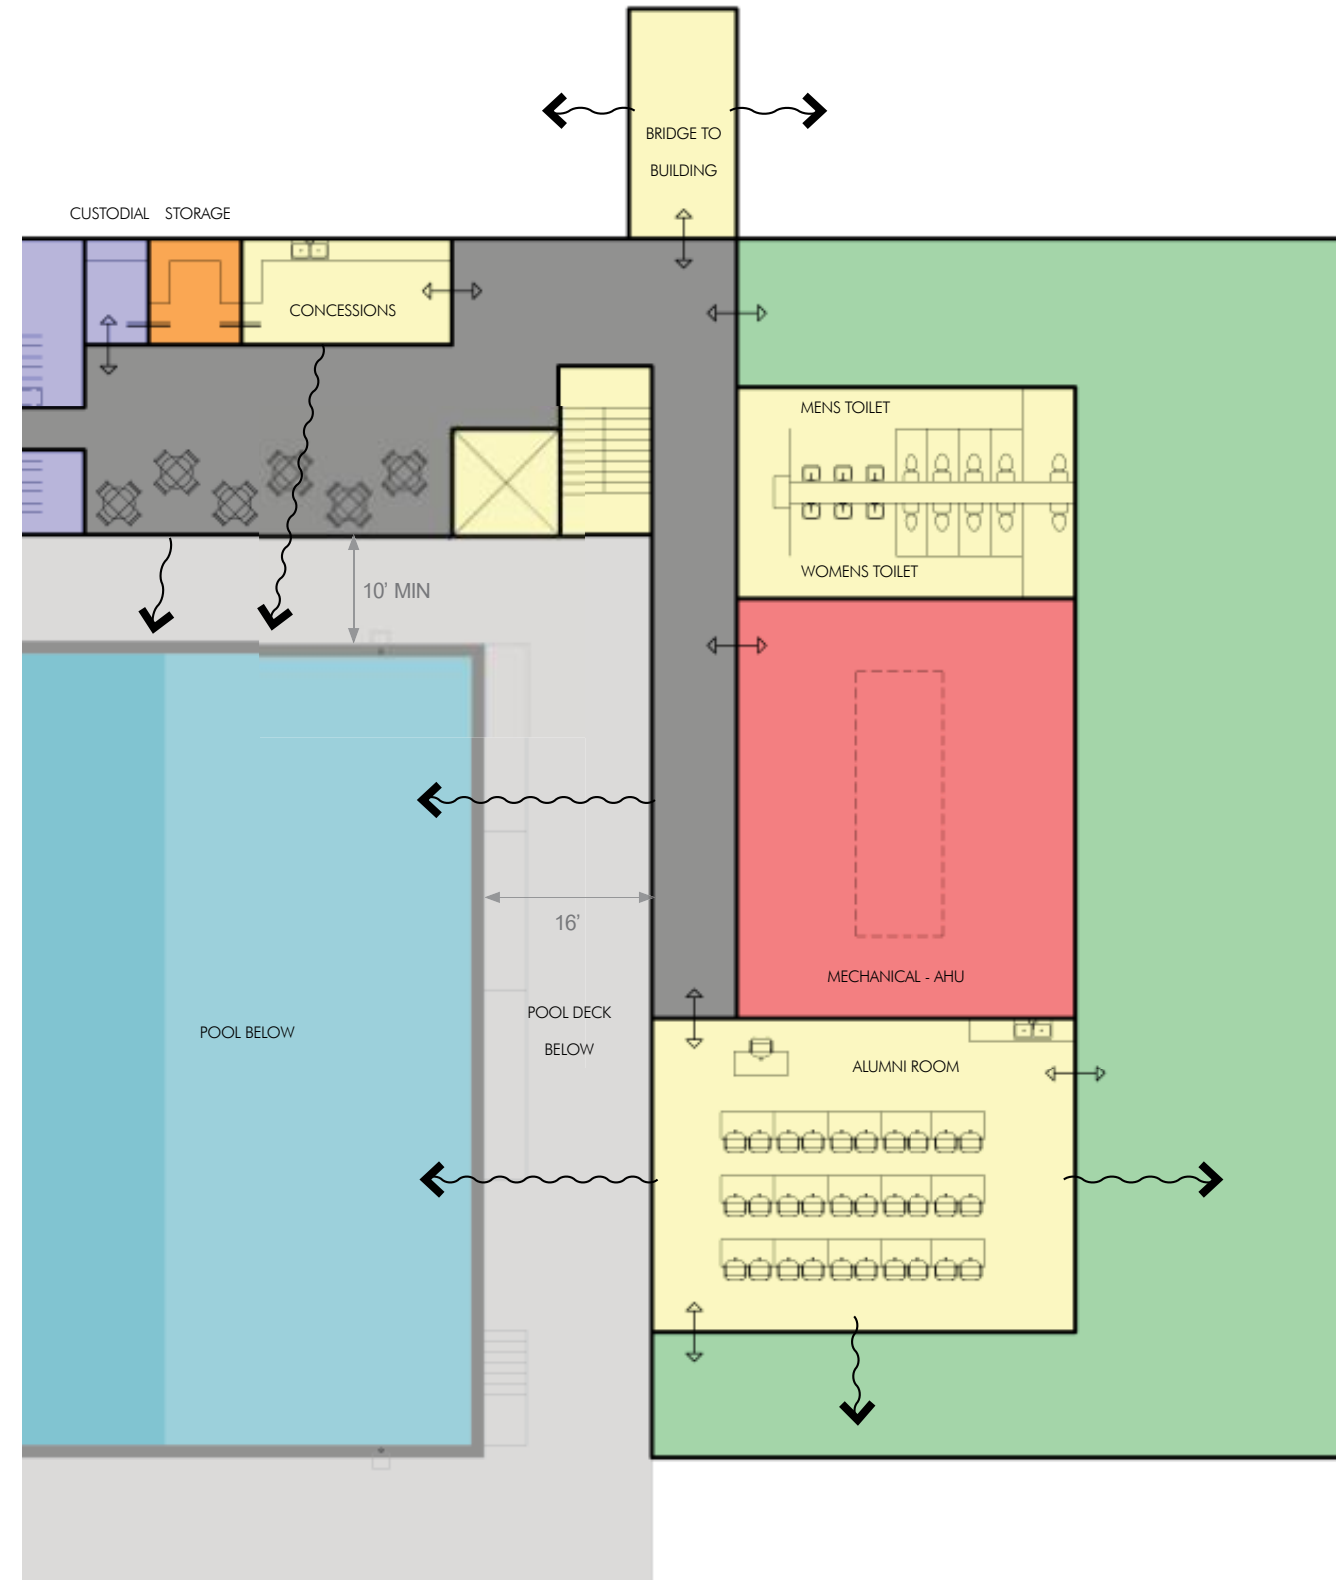 BRIDGE TO
BUILDING
CUSTODIAL STORAGE
CONCESSIONS
MENS TOILET
WOMENS TOILET
10’ MIN
16’
MECHANICAL - AHU
POOL DECK
BELOW
POOL BELOW
ALUMNI ROOM